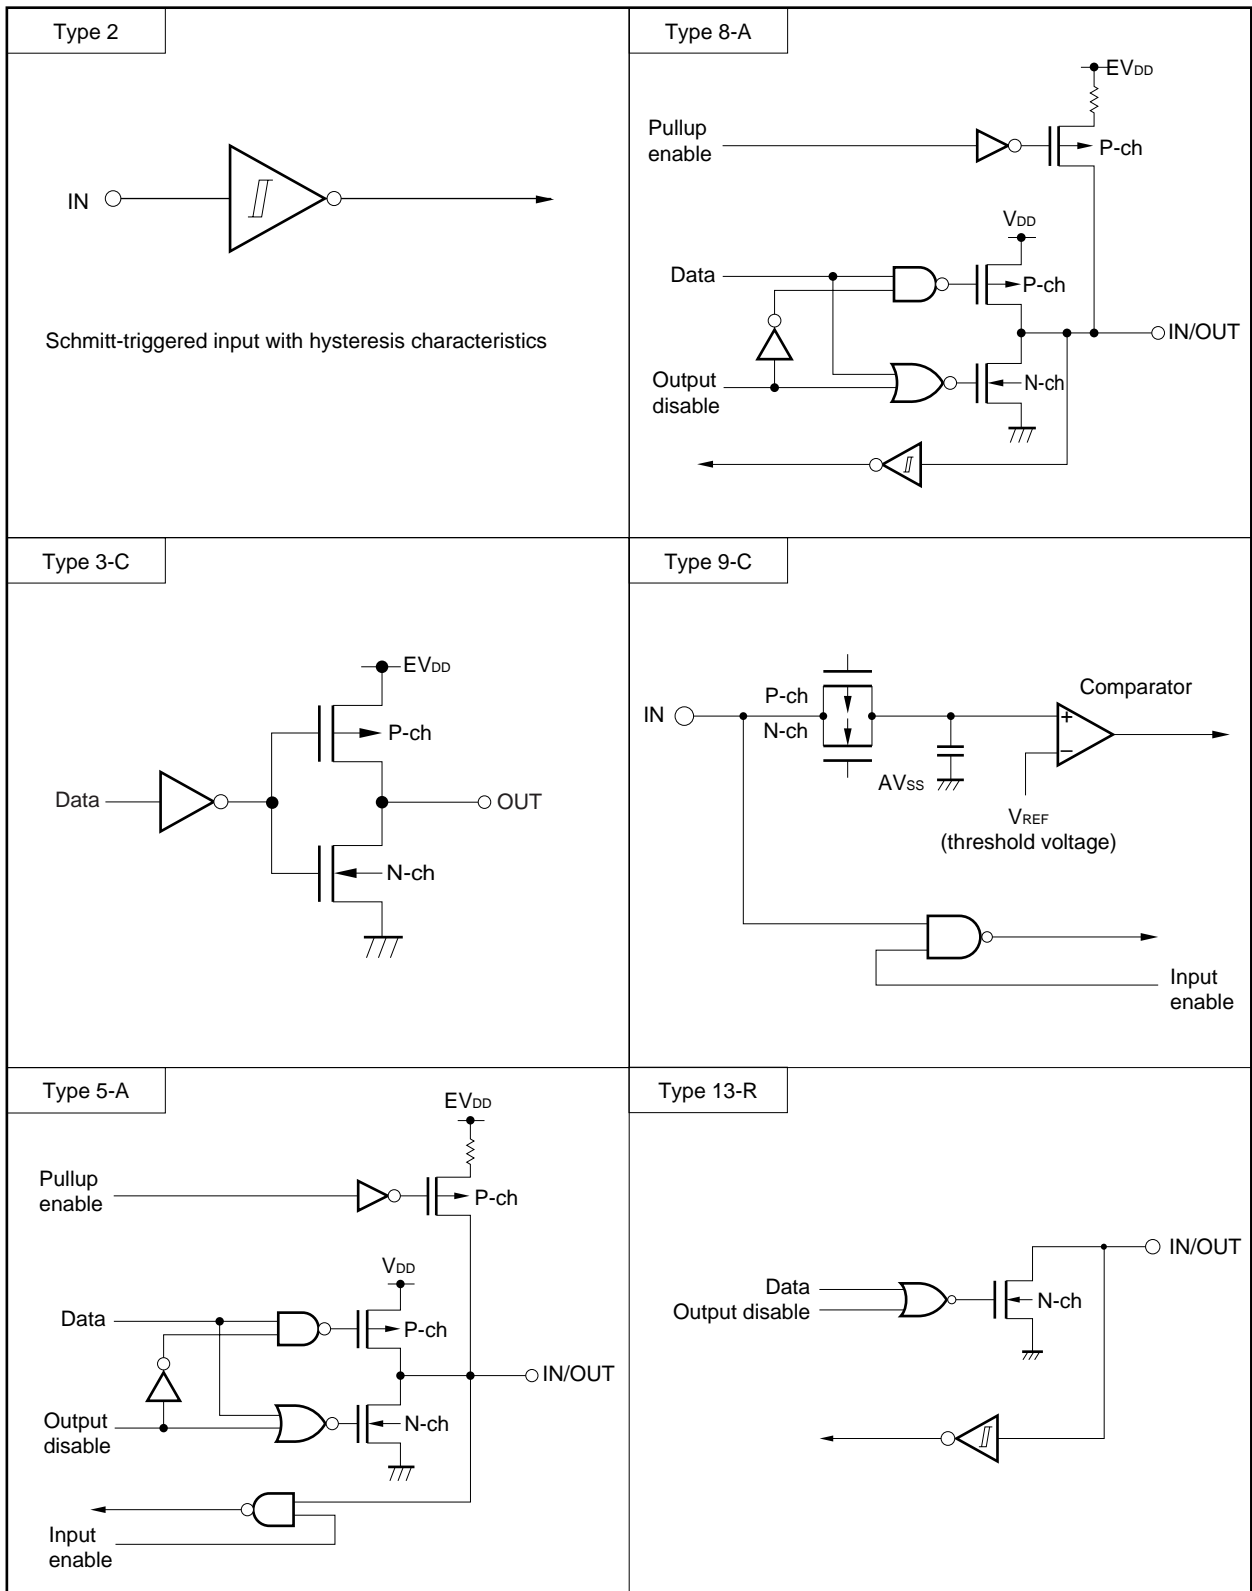 Type 2
IN
Schmitt-triggered input with hysteresis characteristics
Type 8-A
EVDD
Pullup
enable
P-ch
VDD
Data
P-ch
IN/OUT
Output
disable
N-ch
Type 3-C
EVDD
P-ch
Data
OUT
N-ch
Type 9-C
P-ch
Comparator
IN
N-ch
+
−
AVSS
VREF
(threshold voltage)
Input
enable
Type 5-A
EVDD
Pullup
enable
P-ch
VDD
Data
P-ch
IN/OUT
Output
disable
N-ch
Input
enable
Type 13-R
IN/OUT
Data
Output disable
N-ch